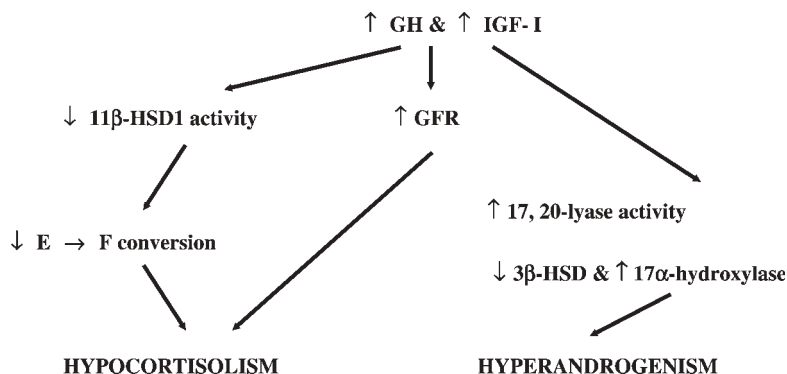 ↑ GH & ↑ IGF- I
↓ 11β-HSD1 activity
↑ GFR
↑ 17, 20-lyase activity
↓ E → F conversion
↓ 3β-HSD & ↑ 17α-hydroxylase
HYPOCORTISOLISM
HYPERANDROGENISM